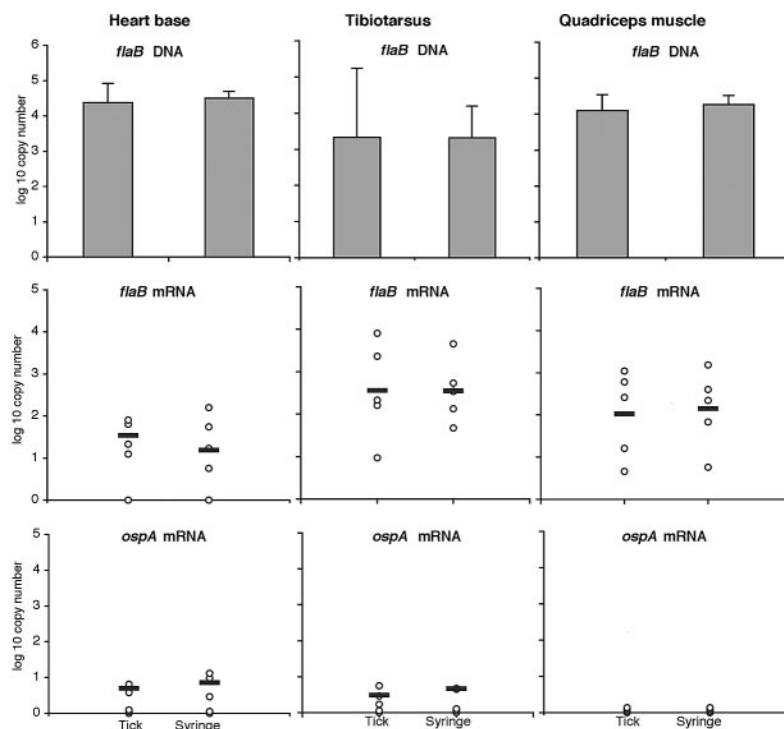 Heart base Tibiotarsus Quadriceps muscle
flaB DNA flaB DNA flaB DNA
log 10 copy number
6
5
4
3
2
1
0
flaB mRNA flaB mRNA flaB mRNA
log 10 copy number
5
4
3
2
1
0
ospA mRNA ospA mRNA ospA mRNA
log 10 copy number
5
4
3
2
1
0
Tick Syringe Tick Syringe Tick Syringe